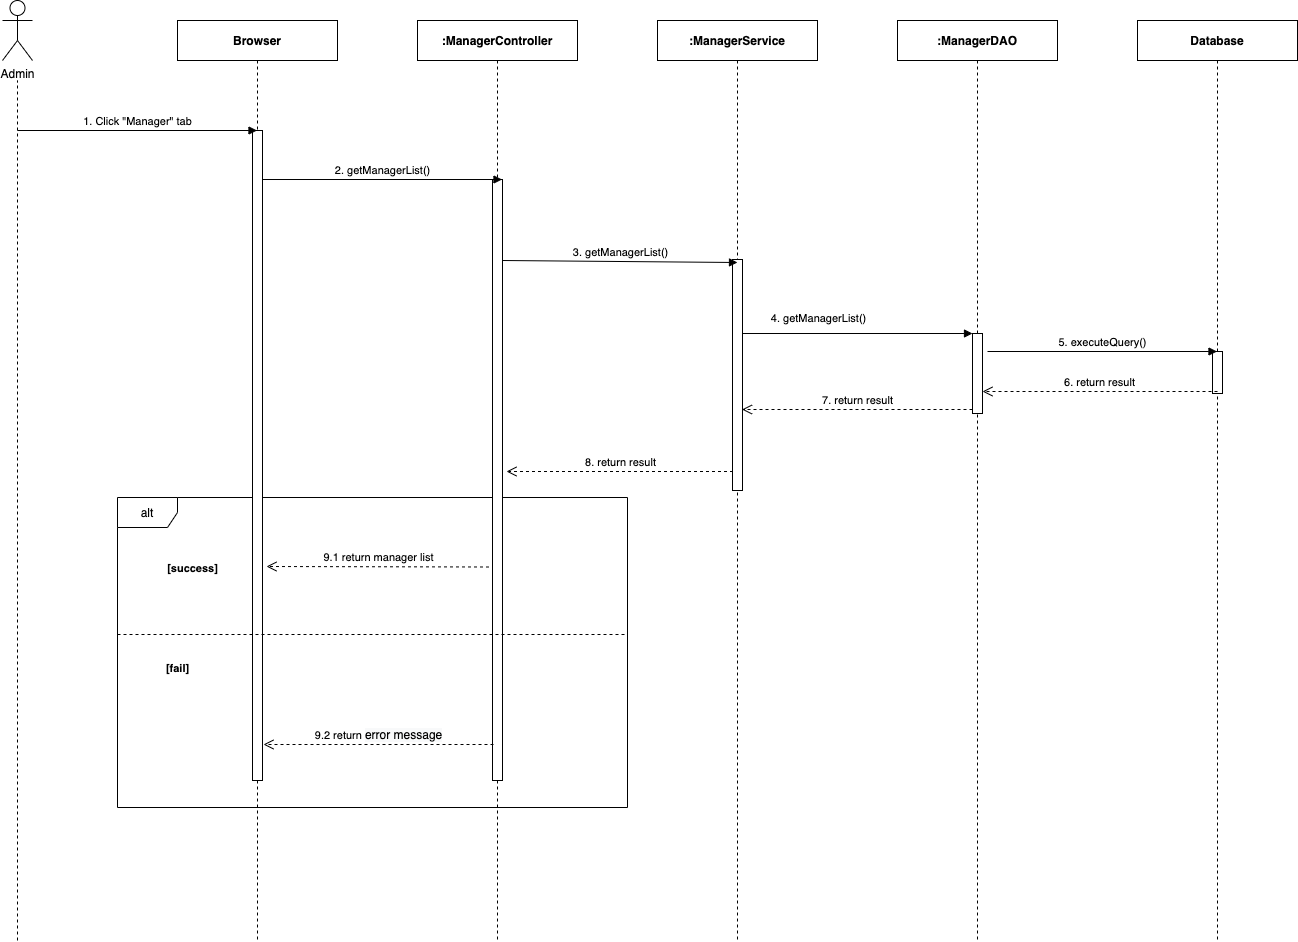 Admin
Browser
:ManagerController
:ManagerService
:ManagerDAO
Database
1. Click "Manager" tab
2. getManagerList()
3. getManagerList()
4. getManagerList()
5. executeQuery()
6. return result
7. return result
8. return result
alt
9.1 return manager list
[success]
[fail]
9.2 return error message